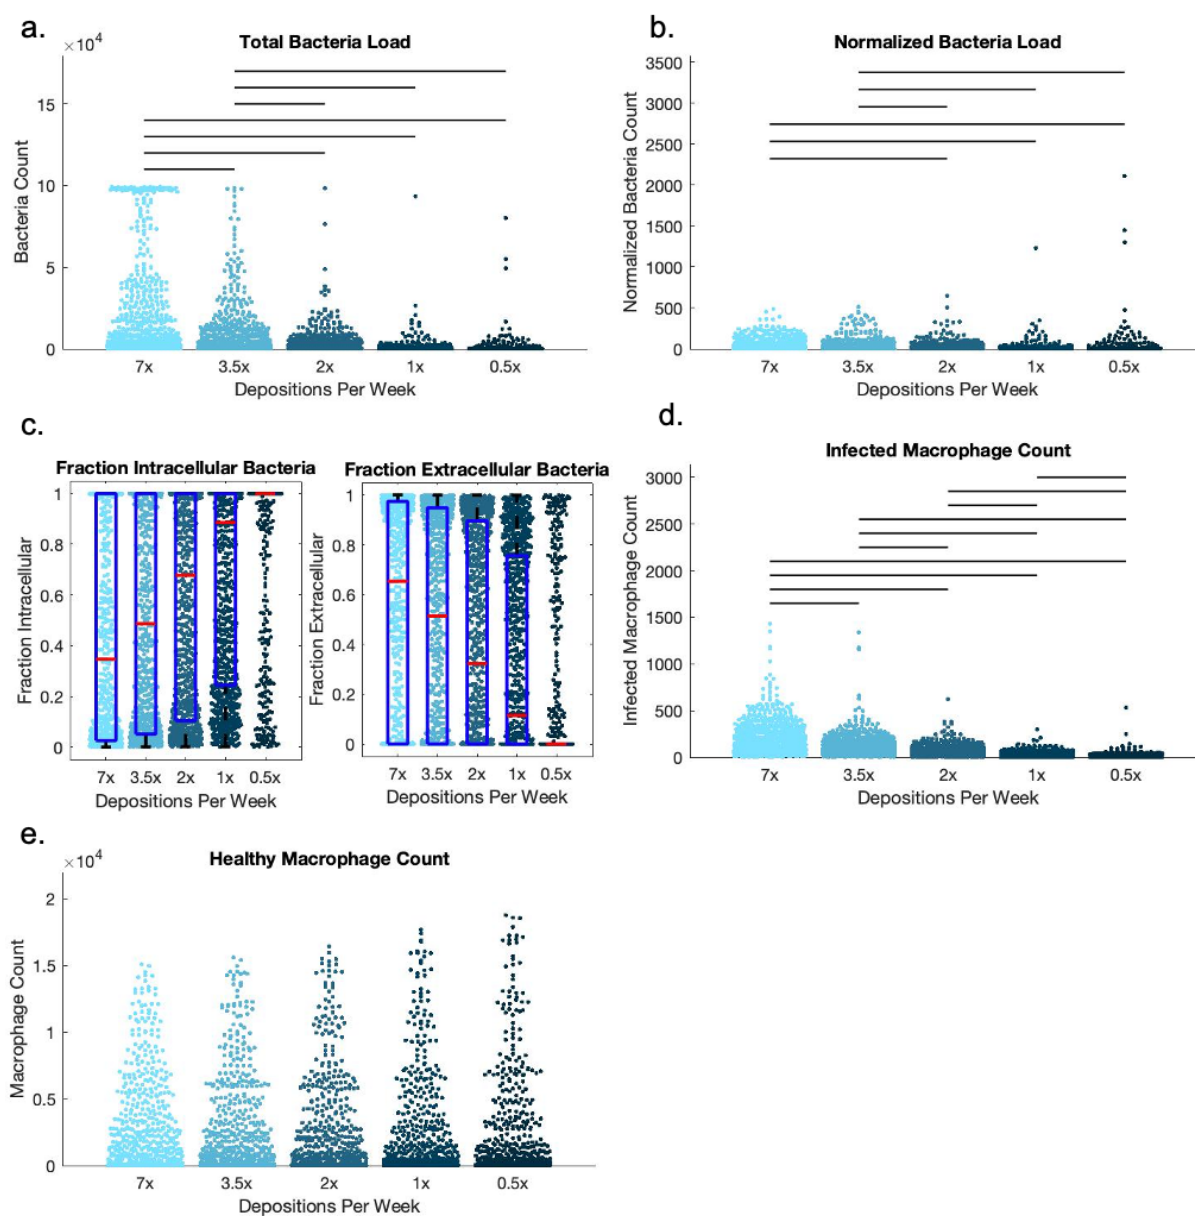 a.
×10⁴
Total Bacteria Load
Bacteria Count
15
10
5
0
7x 3.5x 2x 1x 0.5x
Depositions Per Week
b.
Normalized Bacteria Load
Normalized Bacteria Count
3500
3000
2500
2000
1500
1000
500
0
7x 3.5x 2x 1x 0.5x
Depositions Per Week
c.
Fraction Intracellular Bacteria
Fraction Intracellular
1
0.8
0.6
0.4
0.2
0
7x 3.5x 2x 1x 0.5x
Depositions Per Week
Fraction Extracellular Bacteria
Fraction Extracellular
1
0.8
0.6
0.4
0.2
0
7x 3.5x 2x 1x 0.5x
Depositions Per Week
d.
Infected Macrophage Count
Infected Macrophage Count
3000
2500
2000
1500
1000
500
0
7x 3.5x 2x 1x 0.5x
Depositions Per Week
e.
×10⁴
Healthy Macrophage Count
Macrophage Count
2
1.5
1
0.5
0
7x 3.5x 2x 1x 0.5x
Depositions Per Week